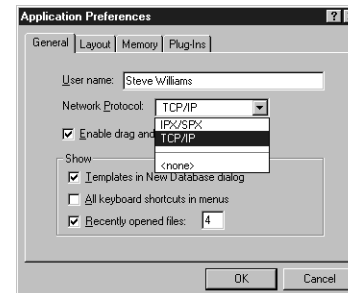 Application Preferences
General Layout Memory Plug-Ins
User name: Steve Williams
Network Protocol: TCP/IP
IPX/SPX
Enable drag and
TCP/IP
<none>
Show
Templates in New Database dialog
All keyboard shortcuts in menus
Recently opened files: 4
OK Cancel